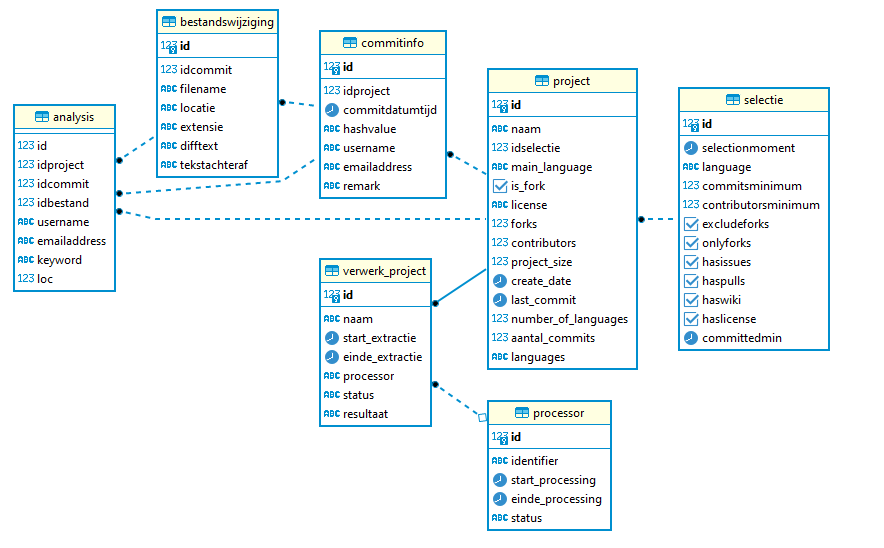 bestandswijziging
123 id
123 idcommit
ABC filename
ABC locatie
ABC extensie
ABC difftext
ABC tekstachteraf
commitinfo
123 id
123 idproject
commitdatumtijd
ABC hashvalue
ABC username
ABC emailaddress
ABC remark
project
123 id
ABC naam
123 idselectie
ABC main_language
is_fork
ABC license
123 forks
123 contributors
123 project_size
create_date
last_commit
123 number_of_languages
123 aantal_commits
ABC languages
selectie
123 id
selectionmoment
ABC language
123 commitsminimum
123 contributorsminimum
excludeforks
onlyforks
hasissues
haspulls
haswiki
haslicense
committedmin
analysis
123 id
123 idproject
123 idcommit
123 idbestand
ABC username
ABC emailaddress
ABC keyword
123 loc
verwerk_project
123 id
ABC naam
start_extractie
einde_extractie
ABC processor
ABC status
ABC resultaat
processor
123 id
ABC identifier
start_processing
einde_processing
ABC status